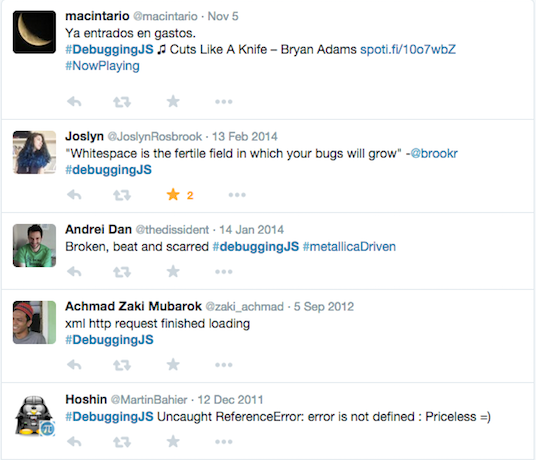 macintario @macintario · Nov 5
Ya entrados en gastos.
#DebuggingJS ♫ Cuts Like A Knife – Bryan Adams spoti.fi/10o7wbZ
#NowPlaying
Joslyn @JoslynRosbrook · 13 Feb 2014
"Whitespace is the fertile field in which your bugs will grow" -@brookr
#debuggingJS
2
Andrei Dan @thedissident · 14 Jan 2014
Broken, beat and scarred #debuggingJS #metallicaDriven
Achmad Zaki Mubarok @zaki_achmad · 5 Sep 2012
xml http request finished loading
#DebuggingJS
Hoshin @MartinBahier · 12 Dec 2011
#DebuggingJS Uncaught ReferenceError: error is not defined : Priceless =)